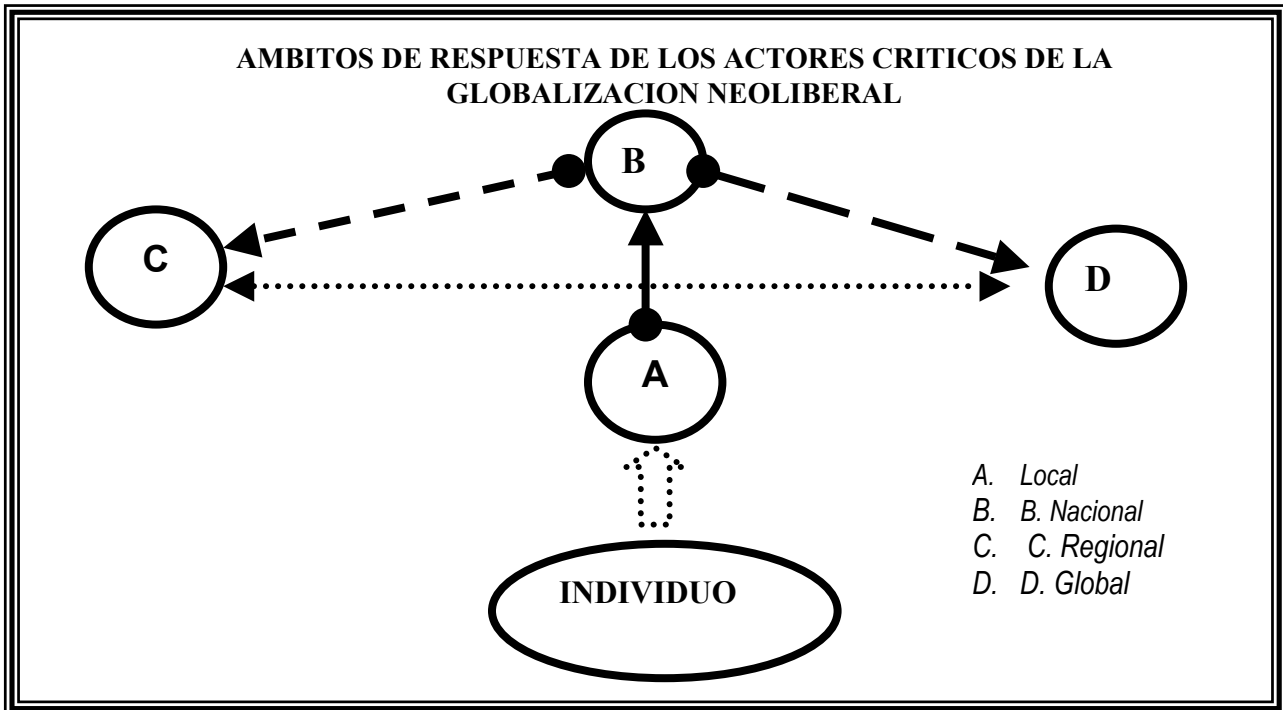 AMBITOS DE RESPUESTA DE LOS ACTORES CRITICOS DE LA
GLOBALIZACION NEOLIBERAL
B
C
D
A
A. Local
B. B. Nacional
C. C. Regional
D. D. Global
INDIVIDUO